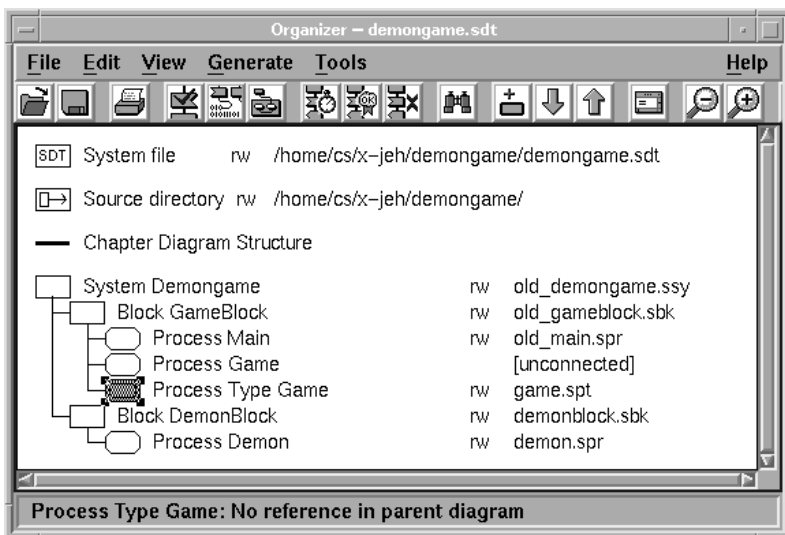 Organizer – demongame.sdt
File Edit View Generate Tools Help
SDT System file rw /home/cs/x-jeh/demongame/demongame.sdt
Source directory rw /home/cs/x-jeh/demongame/
Chapter Diagram Structure
System Demongame rw old_demongame.ssy
Block GameBlock rw old_gameblock.sbk
Process Main rw old_main.spr
Process Game [unconnected]
Process Type Game rw game.spt
Block DemonBlock rw demonblock.sbk
Process Demon rw demon.spr
Process Type Game: No reference in parent diagram